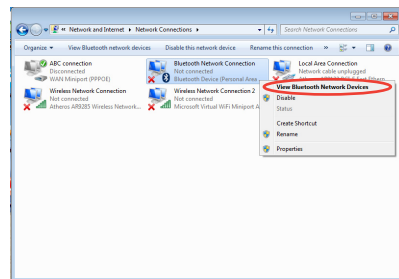 « Network and Internet ▸ Network Connections ▸
Search Network Connections
Organize ▾ View Bluetooth network devices Disable this network device Rename this connection »
ABC connection
Disconnected
WAN Miniport (PPPOE)
Bluetooth Network Connection
Not connected
Bluetooth Device (Personal Area
Local Area Connection
Network cable unplugged
Wireless Network Connection
Not connected
Atheros AR9285 Wireless Network...
Wireless Network Connection 2
Not connected
Microsoft Virtual WiFi Miniport A
View Bluetooth Network Devices
Disable
Status
Create Shortcut
Rename
Properties